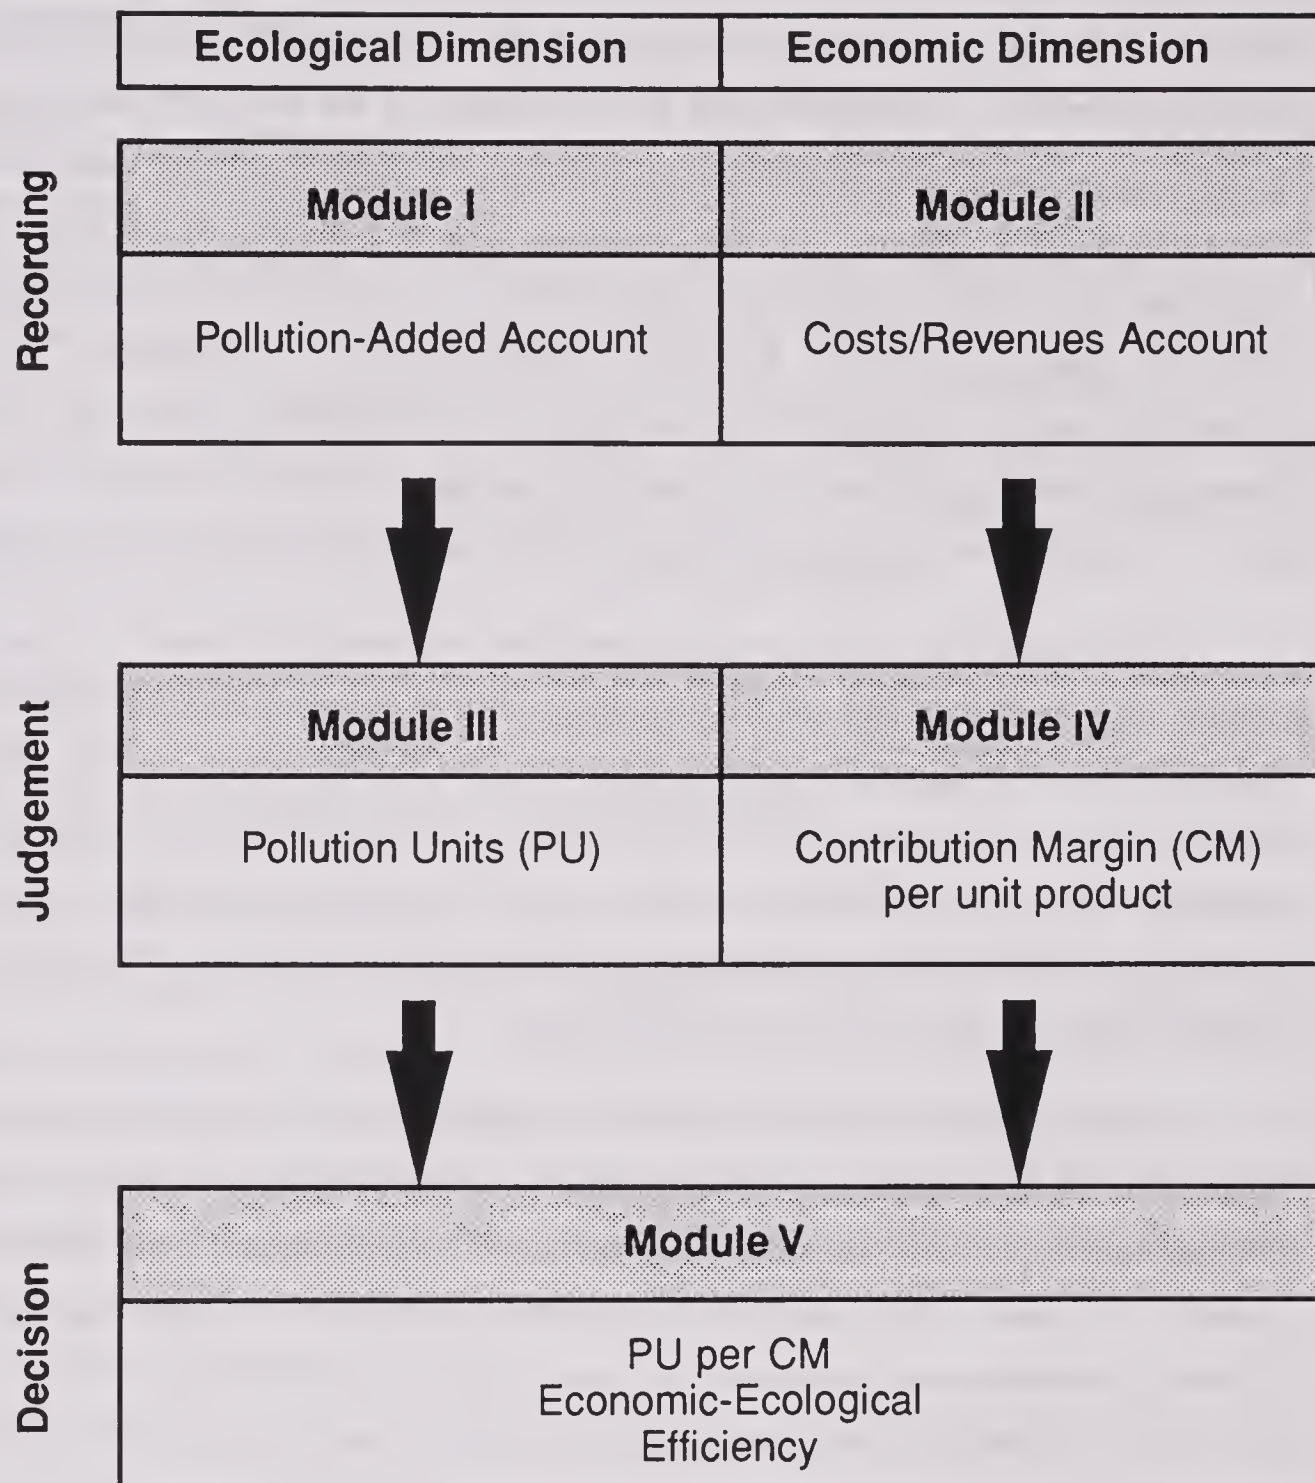 Ecological Dimension
Economic Dimension
Recording
Module I
Module II
Pollution-Added Account
Costs/Revenues Account
Judgement
Module III
Module IV
Pollution Units (PU)
Contribution Margin (CM)
per unit product
Decision
Module V
PU per CM
Economic-Ecological
Efficiency